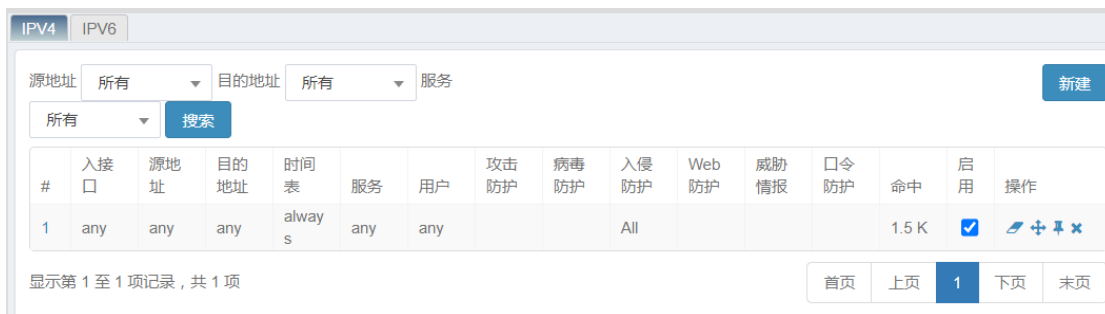 IPV4 IPV6
源地址 所有 目的地址 所有 服务 新建
所有 搜索
# 入接口 源地址 目的地址 时间表 服务 用户 攻击防护 病毒防护 入侵防护 Web防护 威胁情报 口令防护 命中 启用 操作
1 any any any always any any All 1.5 K
显示第 1 至 1 项记录，共 1 项 首页 上页 1 下页 末页